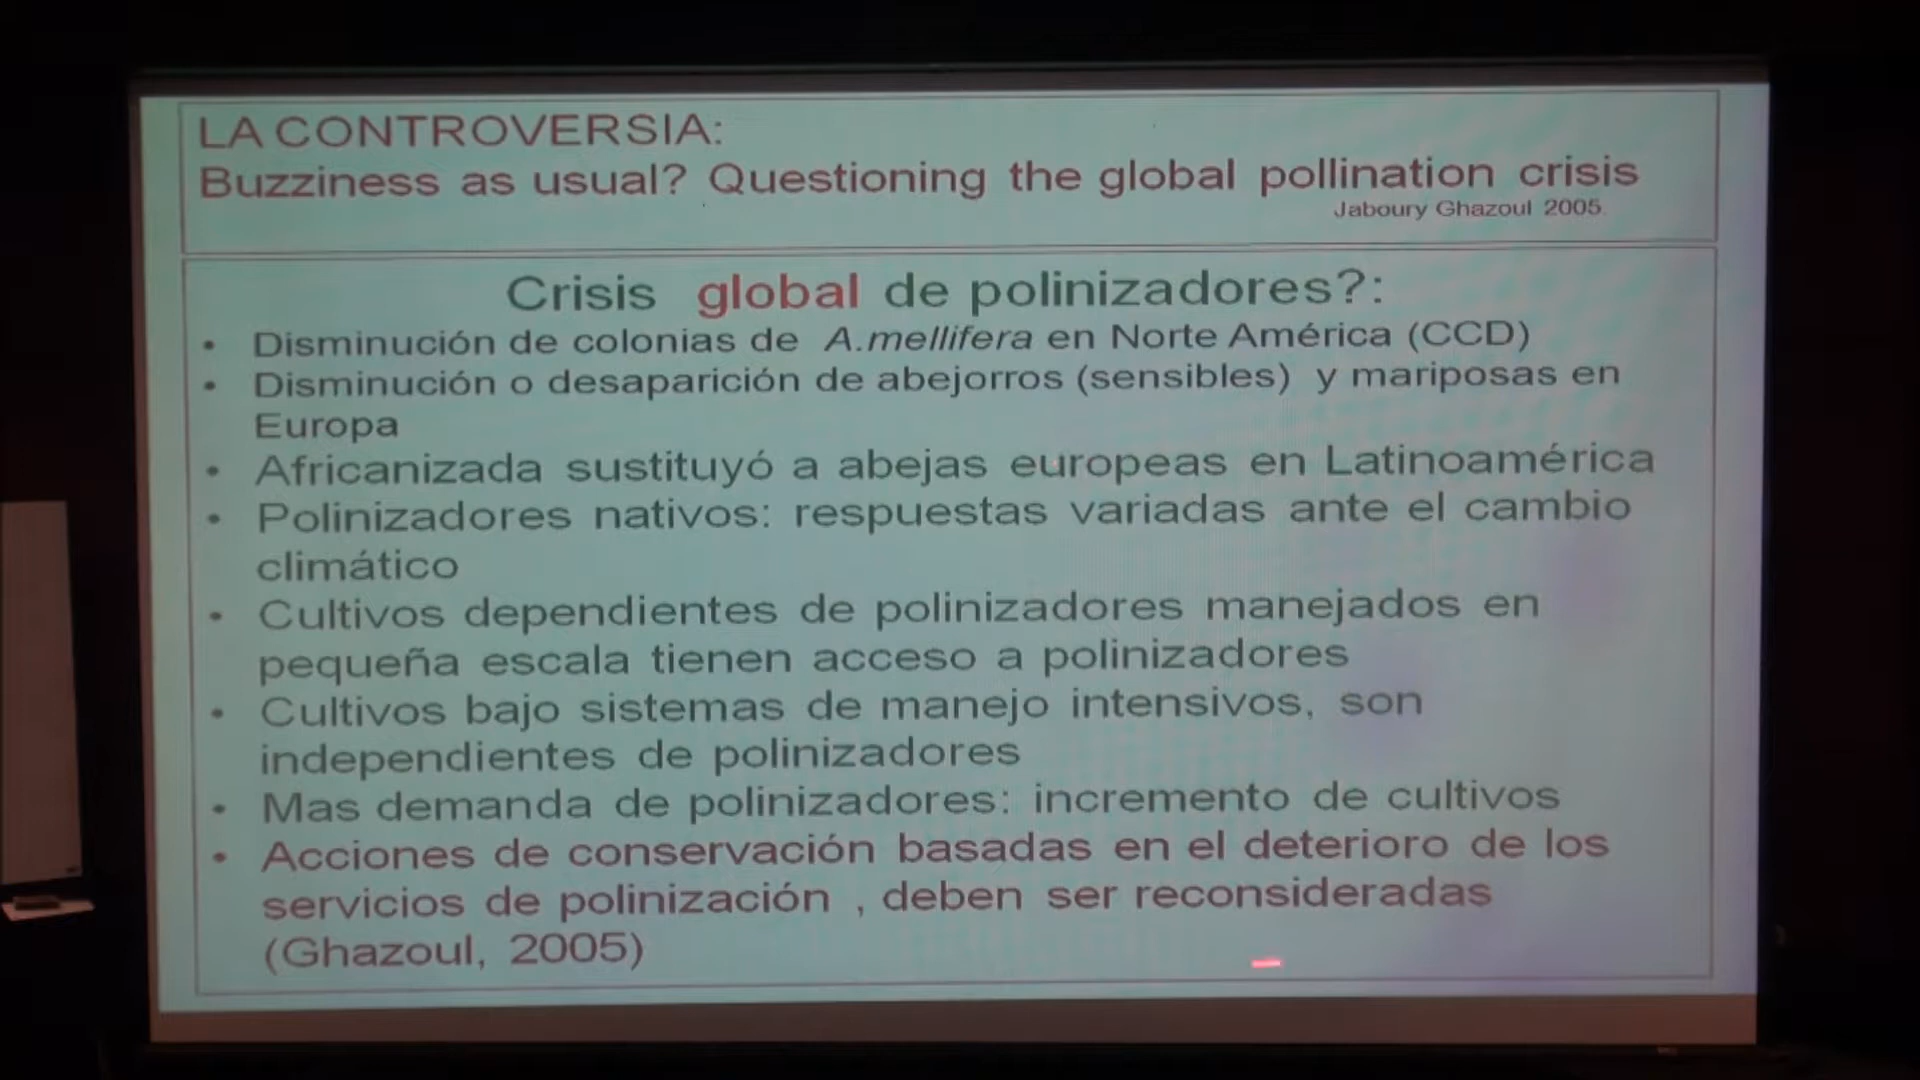 LA CONTROVERSIA:
Buzziness as usual? Questioning the global pollination crisis
Jaboury Ghazoul 2005.
Crisis global de polinizadores?:
• Disminución de colonias de A.mellifera en Norte América (CCD)
• Disminución o desaparición de abejorros (sensibles) y mariposas en
Europa
• Africanizada sustituyó a abejas europeas en Latinoamérica
• Polinizadores nativos: respuestas variadas ante el cambio
climático
• Cultivos dependientes de polinizadores manejados en
pequeña escala tienen acceso a polinizadores
• Cultivos bajo sistemas de manejo intensivos, son
independientes de polinizadores
• Mas demanda de polinizadores: incremento de cultivos
• Acciones de conservación basadas en el deterioro de los
servicios de polinización , deben ser reconsideradas
(Ghazoul, 2005)